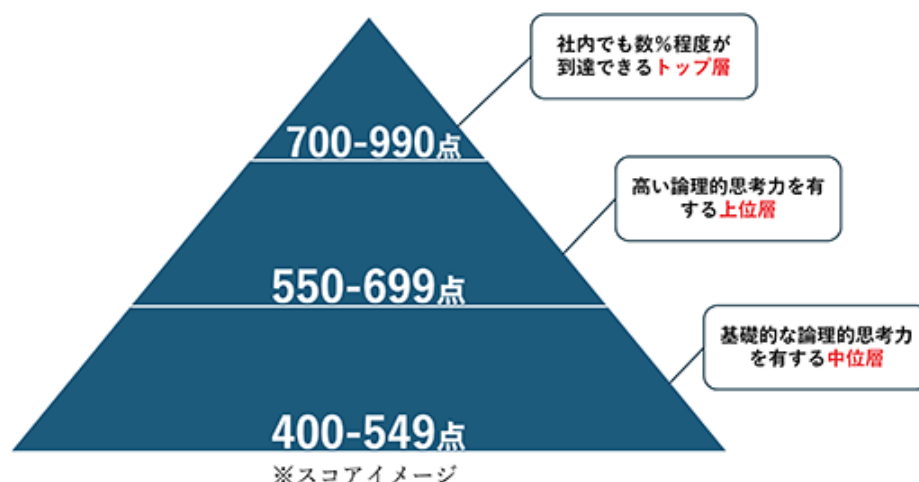 社内でも数%程度が
到達できるトップ層
700-990点
高い論理的思考力を有
する上位層
550-699点
基礎的な論理的思考力
を有する中位層
400-549点
※スコアイメージ